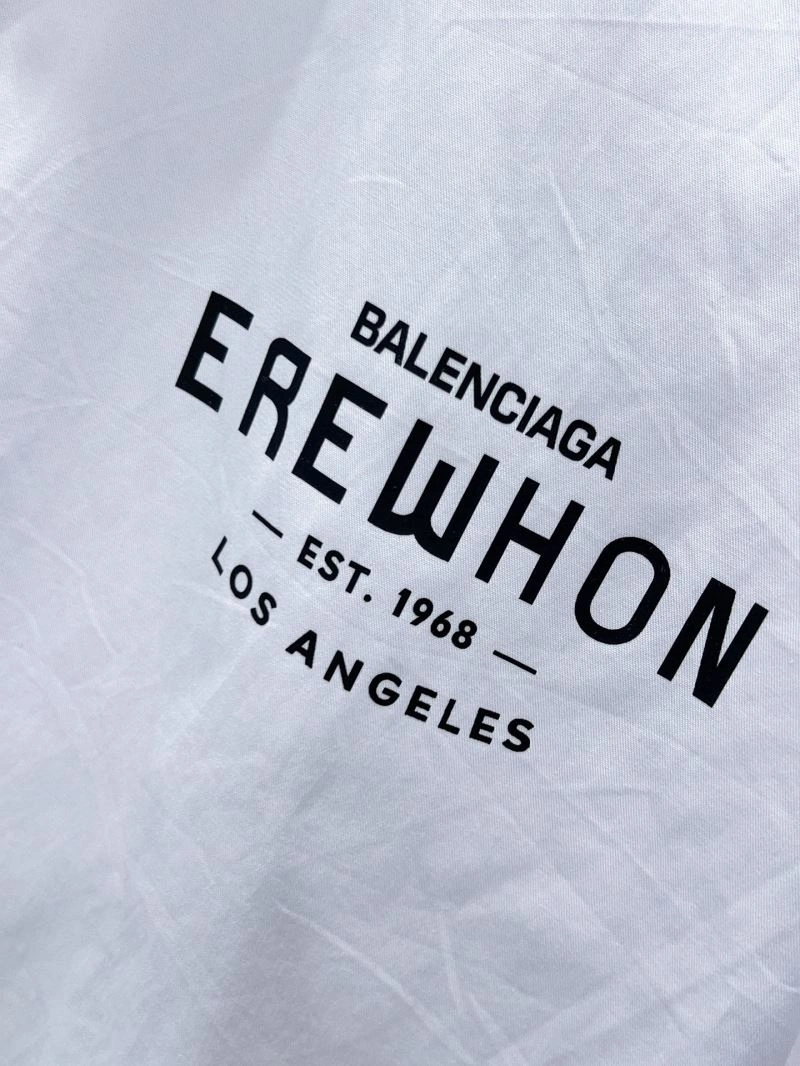 BALENCIAGA
EREWHON
— EST. 1968 —
LOS ANGELES